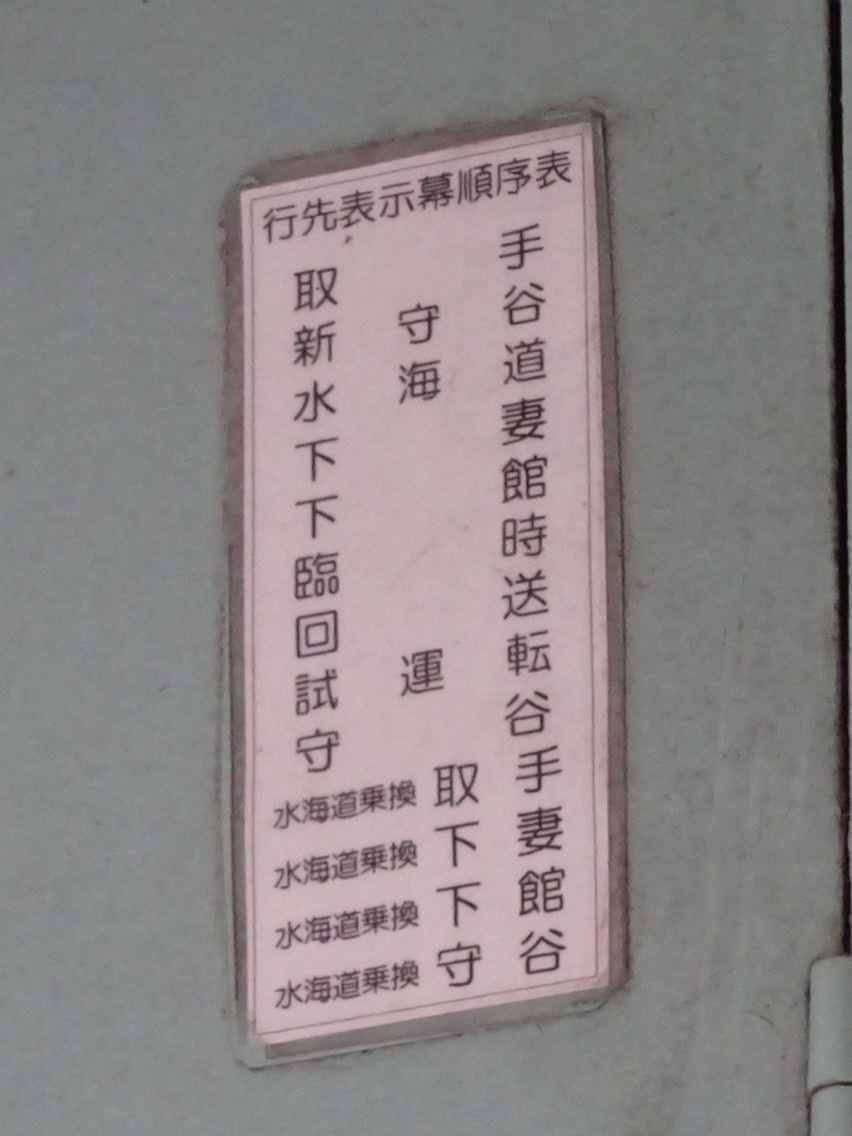 行先表示幕順序表
取手
新守谷
水海道
下妻
下館
臨時
回送
試運転
守谷
水海道乗換 取手
水海道乗換 下妻
水海道乗換 下館
水海道乗換 守谷